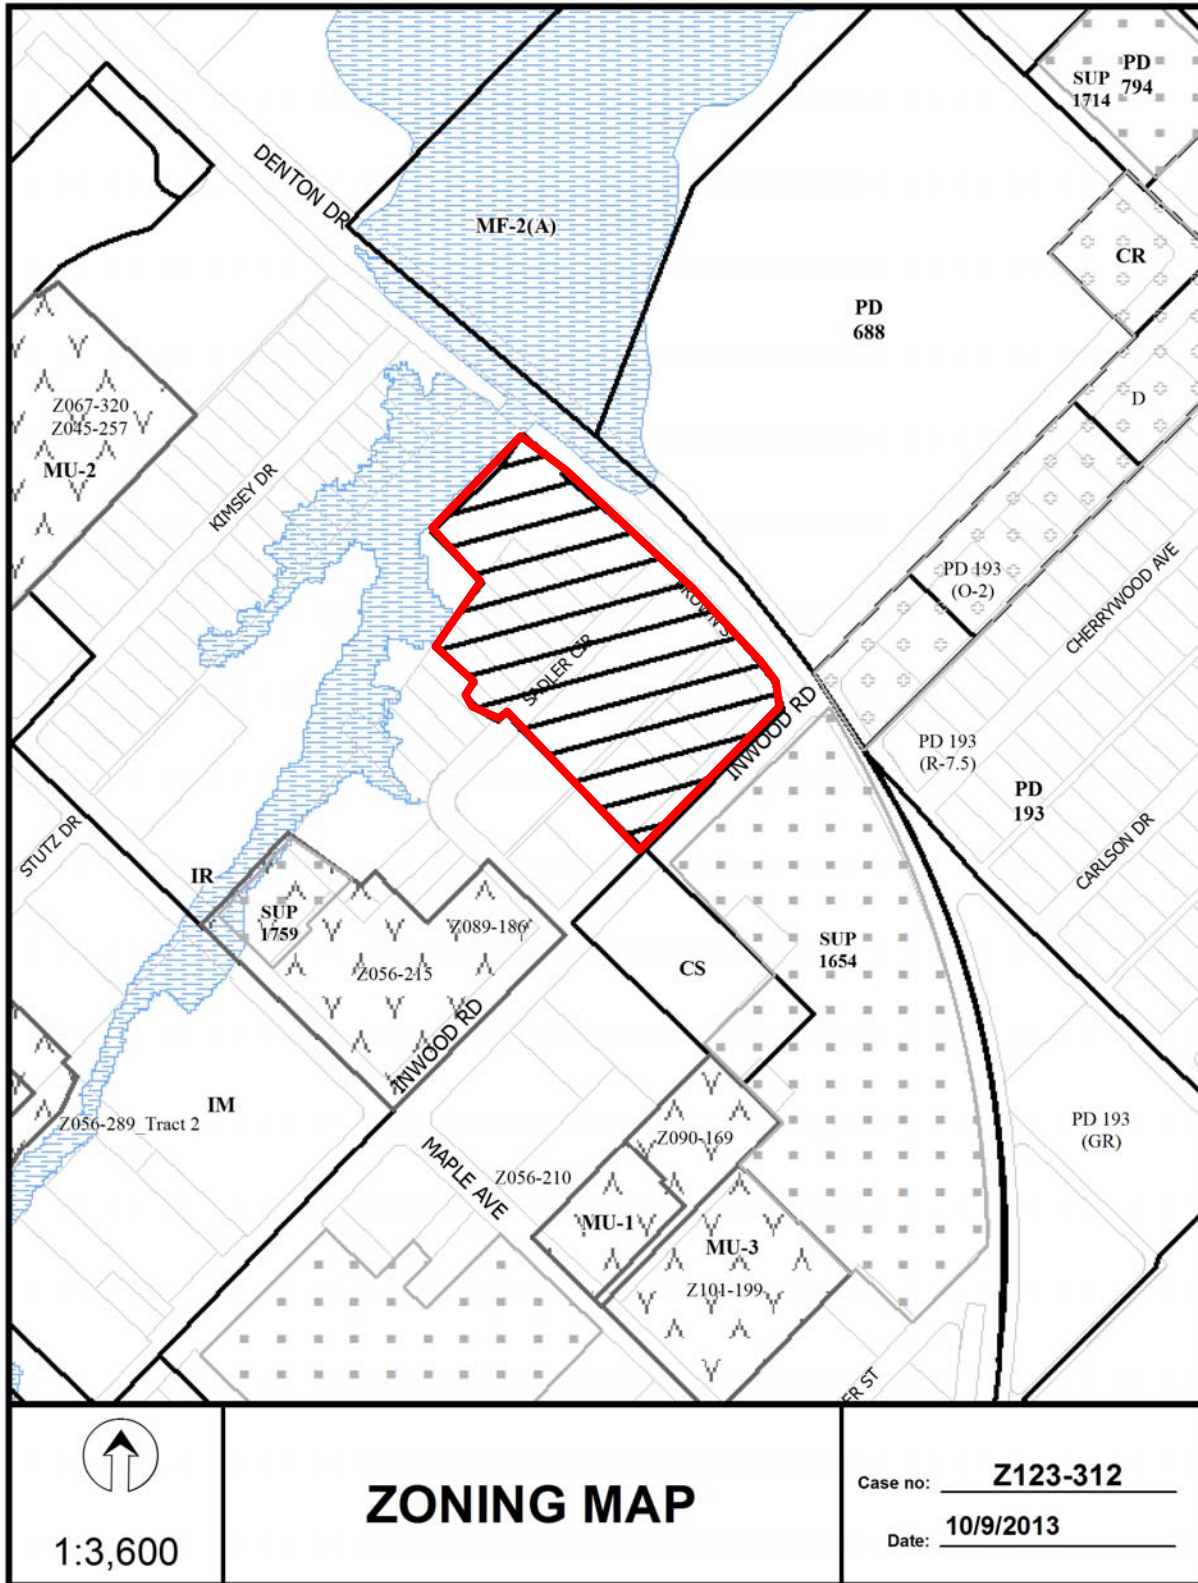 PD
794
SUP
1714
DENTON DR
MF-2(A)
CR
PD
688
D
Z067-320
Z045-257
MU-2
KIMSEY DR
PD 193
(O-2)
CHERRYWOOD AVE
SADLER CIR
INWOOD RD
PD 193
(R-7.5)
PD
193
CARLSON DR
STUTZ DR
IR
SUP
1759
Z089-186
Z056-215
CS
SUP
1654
INWOOD RD
IM
Z056-289_Tract 2
PD 193
(GR)
Z090-169
MAPLE AVE
Z056-210
MU-1
MU-3
Z101-199
ER ST
1:3,600
ZONING MAP
Case no: Z123-312
Date: 10/9/2013